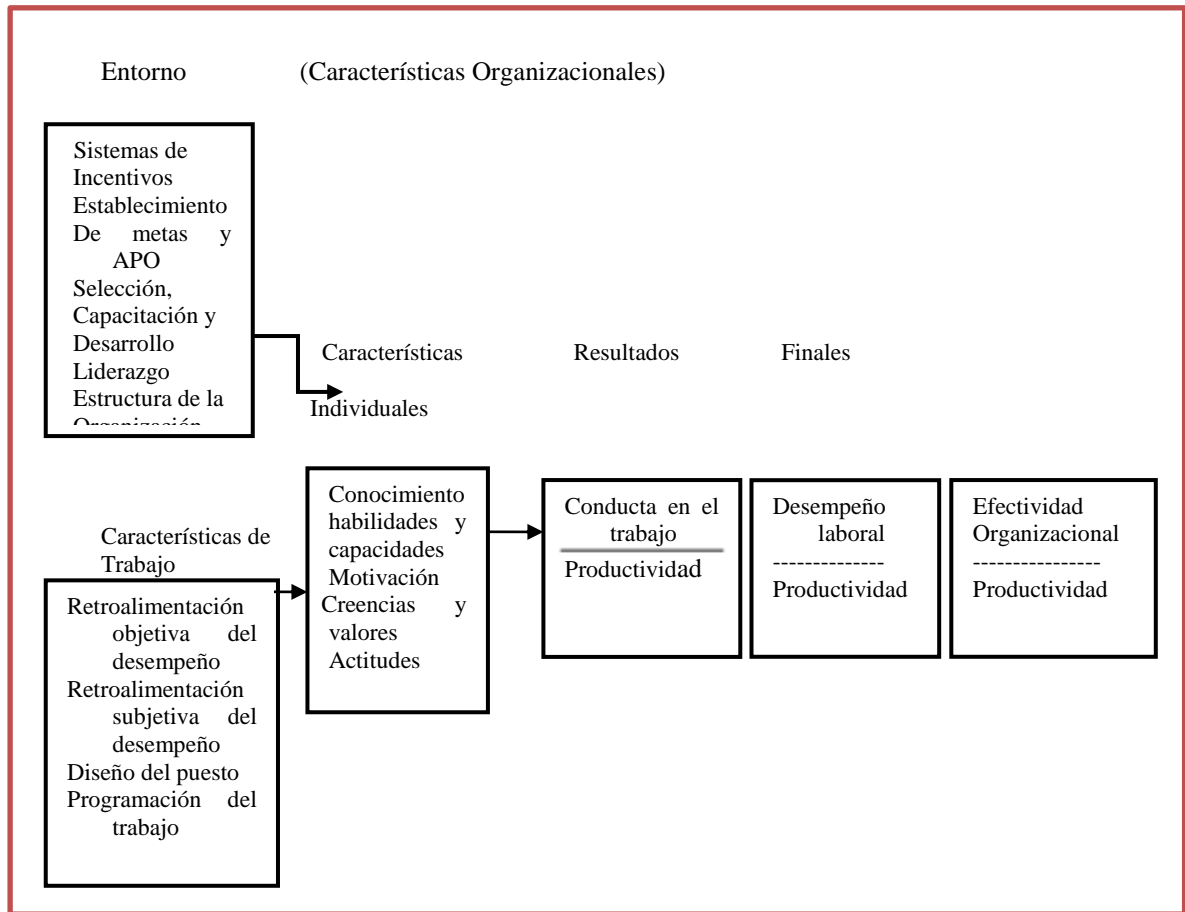 Entorno (Características Organizacionales)
Sistemas de
Incentivos
Establecimiento
De metas y
APO
Selección,
Capacitación y
Desarrollo
Liderazgo
Estructura de la
Organización
Características Resultados Finales
Individuales
Características de
Trabajo
Retroalimentación
objetiva del
desempeño
Retroalimentación
subjetiva del
desempeño
Diseño del puesto
Programación del
trabajo
Conocimiento
habilidades y
capacidades
Motivación
Creencias y
valores
Actitudes
Conducta en el
trabajo
Productividad
Desempeño
laboral
--------------
Productividad
Efectividad
Organizacional
----------------
Productividad